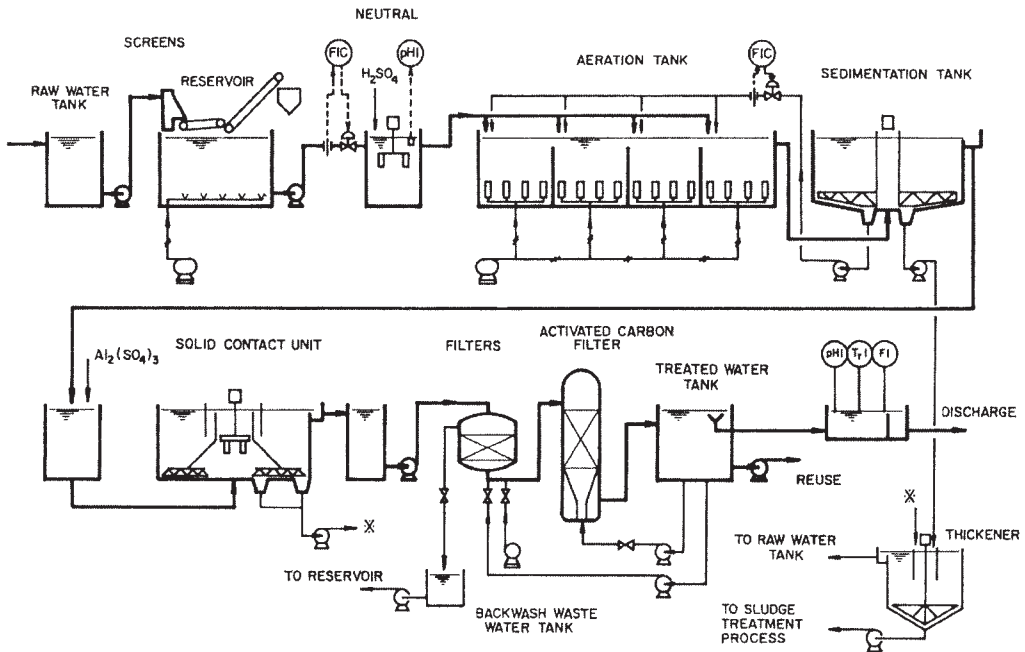 NEUTRAL
SCREENS
FIC
pHI
H₂SO₄
AERATION TANK
FIC
SEDIMENTATION TANK
RAW WATER
TANK
RESERVOIR
Al₂(SO₄)₃
SOLID CONTACT UNIT
FILTERS
ACTIVATED CARBON
FILTER
TREATED WATER
TANK
pHI
TrI
FI
DISCHARGE
REUSE
X
X
THICKENER
TO RAW WATER
TANK
TO RESERVOIR
BACKWASH WASTE
WATER TANK
TO SLUDGE
TREATMENT
PROCESS